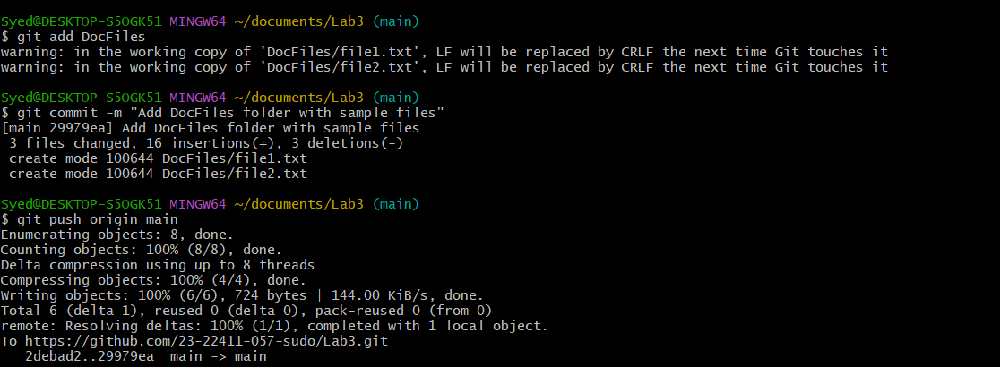 Syed@DESKTOP-S5OGK51 MINGW64 ~/documents/Lab3 (main)
$ git add DocFiles
warning: in the working copy of 'DocFiles/file1.txt', LF will be replaced by CRLF the next time Git touches it
warning: in the working copy of 'DocFiles/file2.txt', LF will be replaced by CRLF the next time Git touches it
Syed@DESKTOP-S5OGK51 MINGW64 ~/documents/Lab3 (main)
$ git commit -m "Add DocFiles folder with sample files"
[main 29979ea] Add DocFiles folder with sample files
 3 files changed, 16 insertions(+), 3 deletions(-)
 create mode 100644 DocFiles/file1.txt
 create mode 100644 DocFiles/file2.txt
Syed@DESKTOP-S5OGK51 MINGW64 ~/documents/Lab3 (main)
$ git push origin main
Enumerating objects: 8, done.
Counting objects: 100% (8/8), done.
Delta compression using up to 8 threads
Compressing objects: 100% (4/4), done.
Writing objects: 100% (6/6), 724 bytes | 144.00 KiB/s, done.
Total 6 (delta 1), reused 0 (delta 0), pack-reused 0 (from 0)
remote: Resolving deltas: 100% (1/1), completed with 1 local object.
To https://github.com/23-22411-057-sudo/Lab3.git
   2debad2..29979ea  main -> main